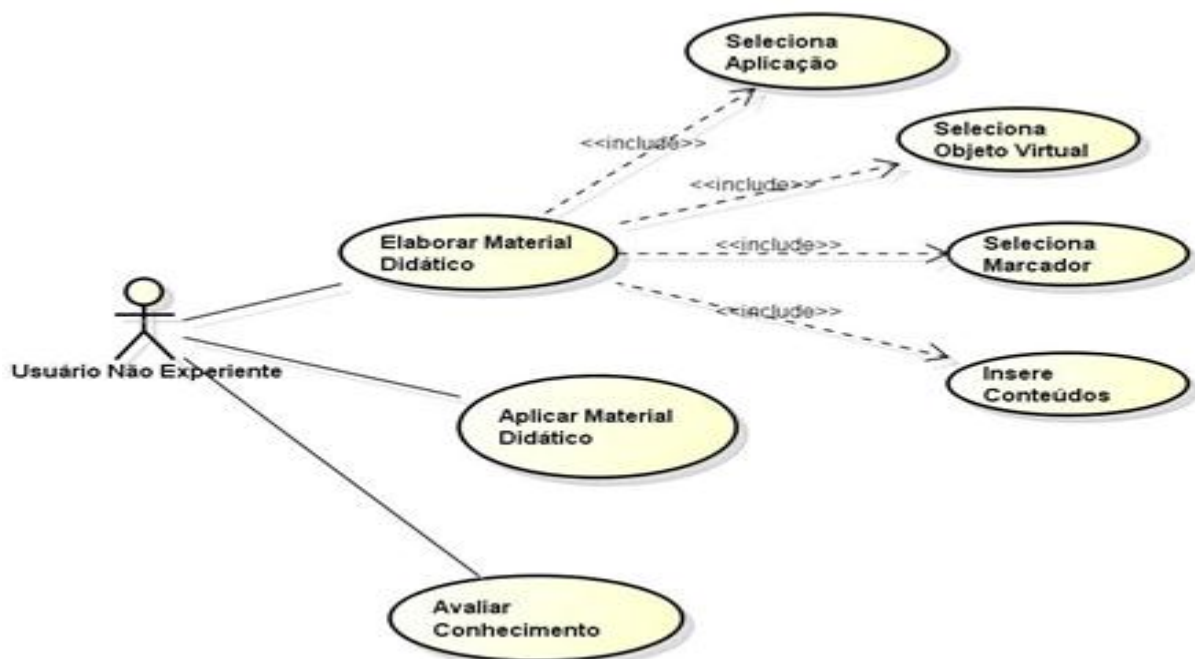 Seleciona
Aplicação
<<include>>
Seleciona
Objeto Virtual
<<include>>
Elaborar Material
Didático
<<include>>
Seleciona
Marcador
<<include>>
Insere
Conteúdos
Usuário Não Experiente
Aplicar Material
Didático
Avaliar
Conhecimento